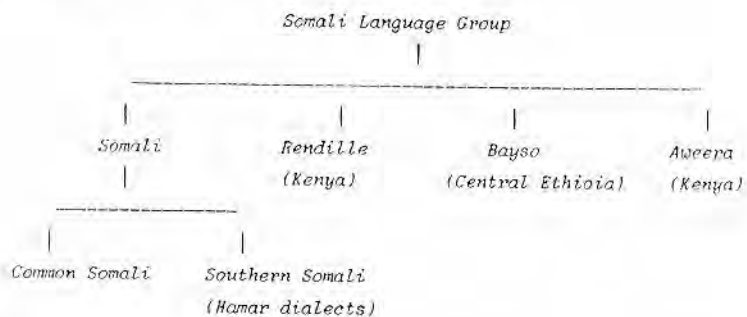 Somali Language Group
Somali Rendille Bayso Aweera
(Kenya) (Central Ethioia) (Kenya)
Common Somali Southern Somali
(Hamar dialects)